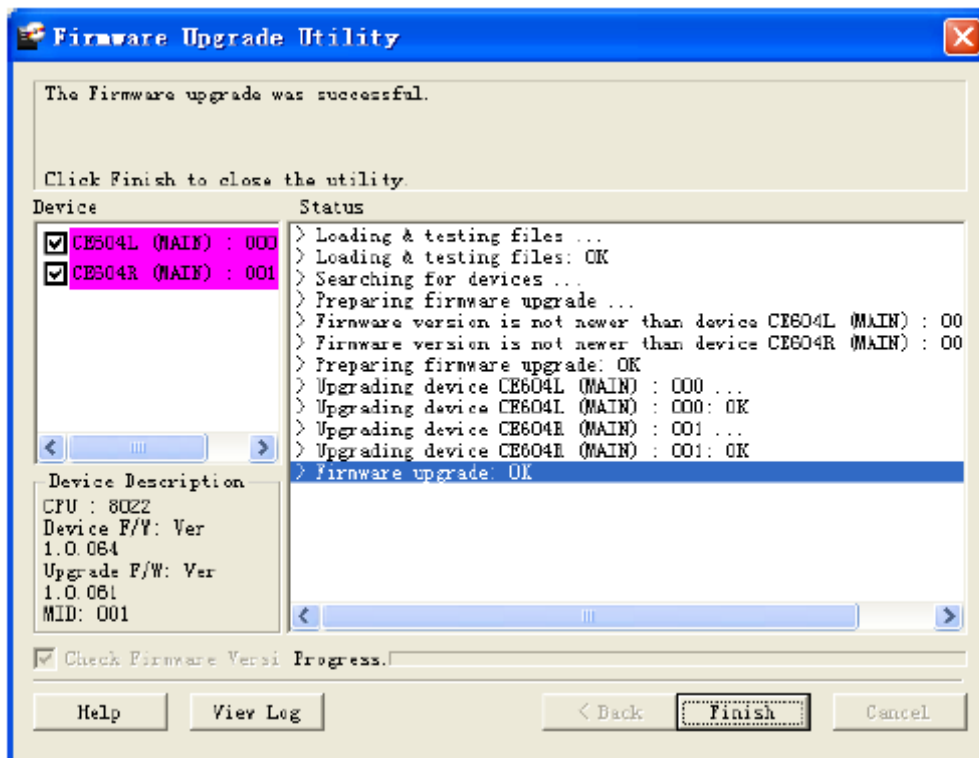 Firmware Upgrade Utility
The Firmware upgrade was successful.
Click Finish to close the utility.
Device
Status
CE604L (MAIN) : 000
CE604R (MAIN) : 001
> Loading & testing files ...
> Loading & testing files: OK
> Searching for devices ...
> Preparing firmware upgrade ...
> Firmware version is not newer than device CE604L (MAIN) : 00
> Firmware version is not newer than device CE604R (MAIN) : 00
> Preparing firmware upgrade: OK
> Upgrading device CE604L (MAIN) : 000 ...
> Upgrading device CE604L (MAIN) : 000: OK
> Upgrading device CE604R (MAIN) : 001 ...
> Upgrading device CE604R (MAIN) : 001: OK
> Firmware upgrade: OK
Device Description
CPU : 8022
Device F/W: Ver
1.0.064
Upgrade F/W: Ver
1.0.061
MID: 001
Check Firmware Versi
Progress.
Help
View Log
< Back
Finish
Cancel